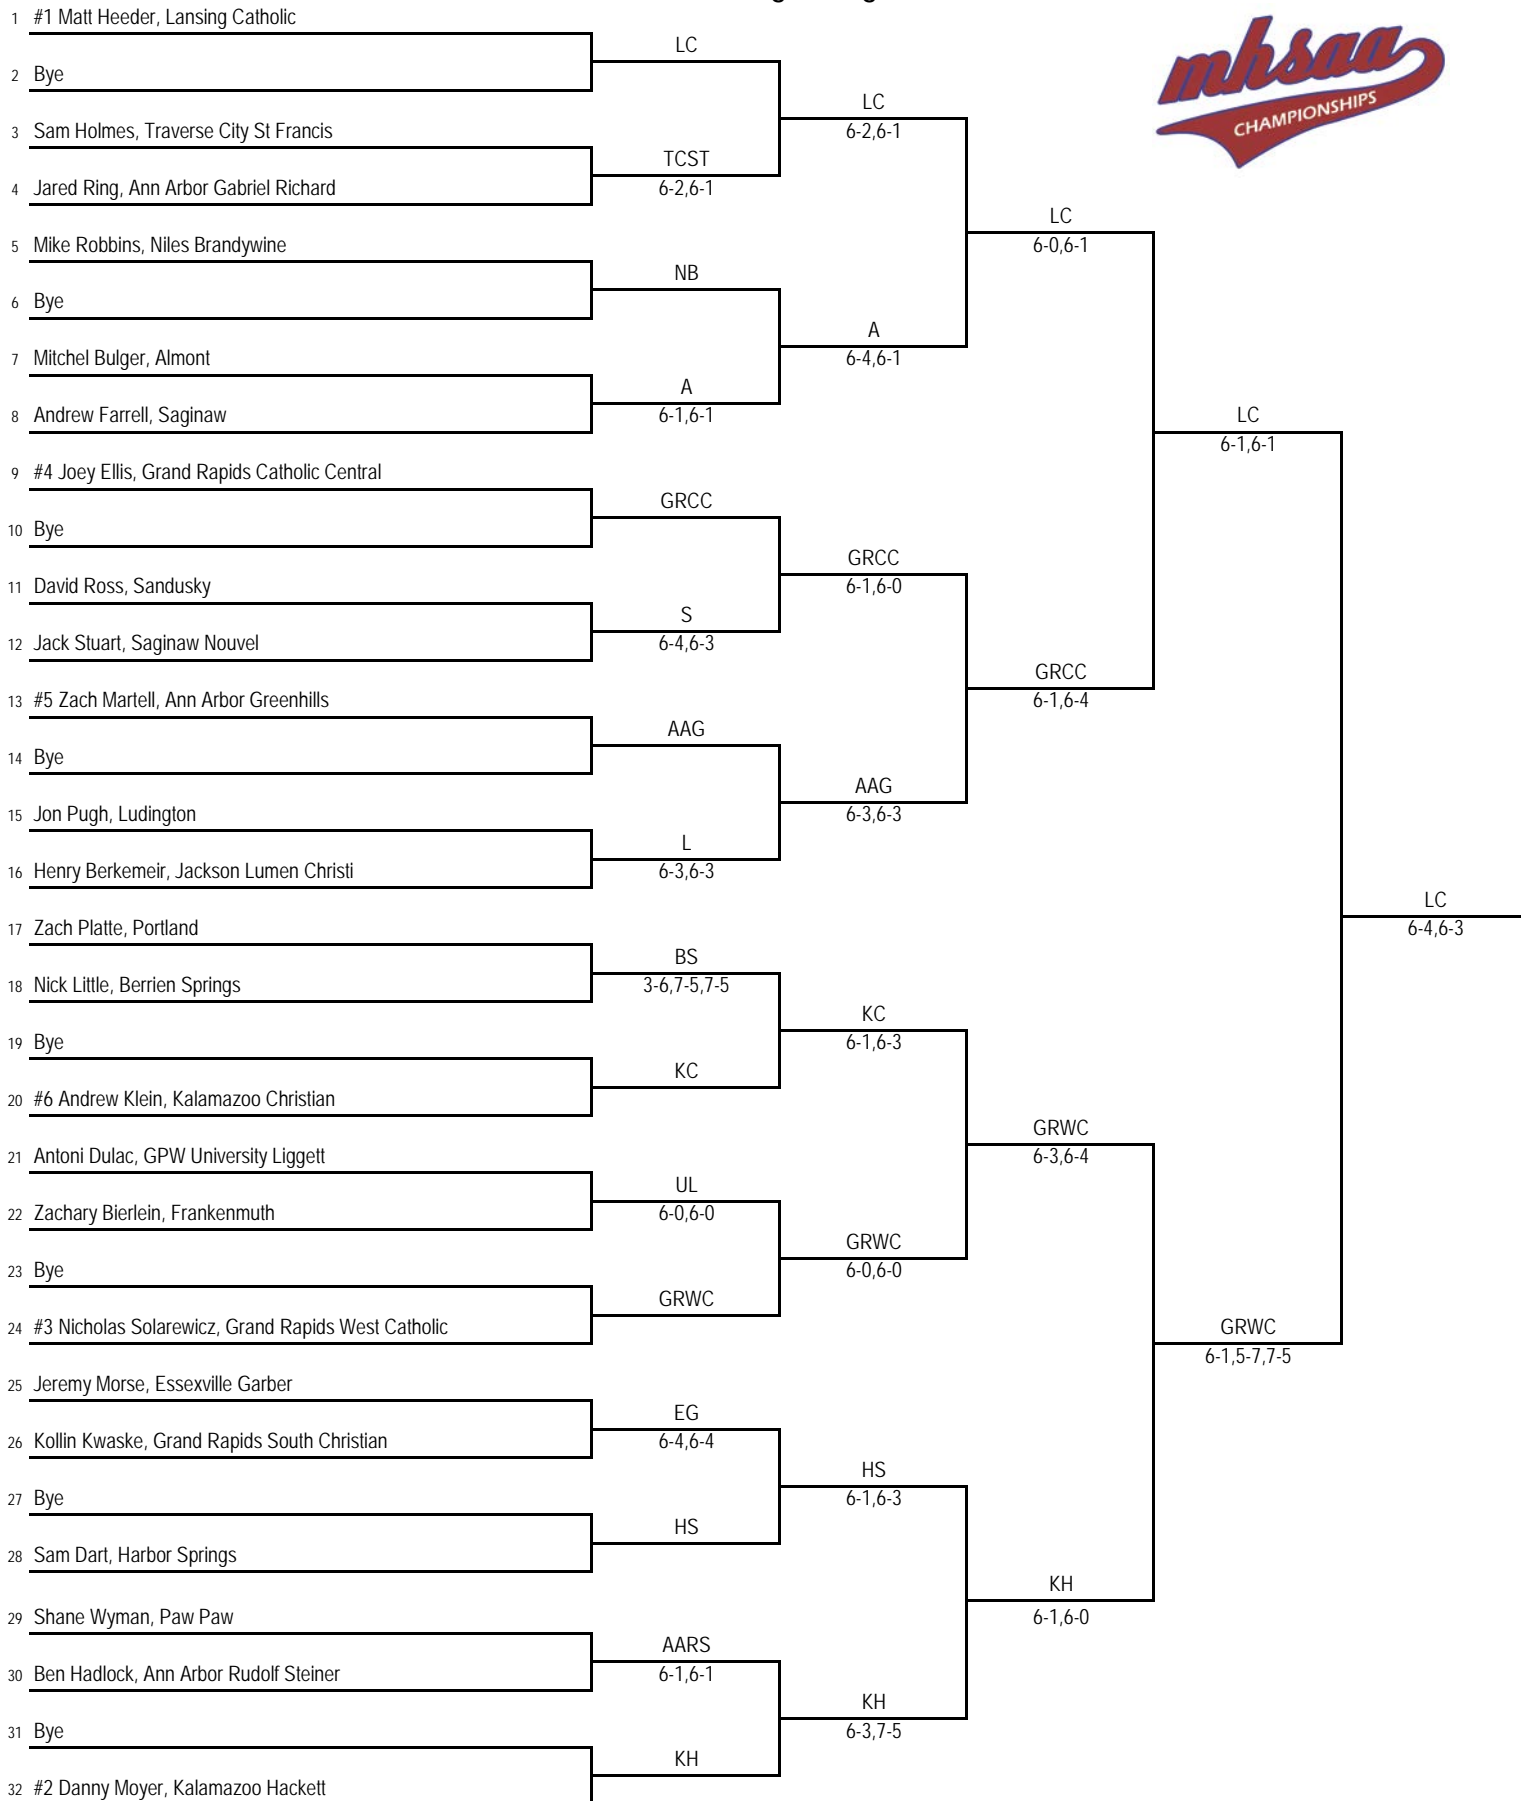 1 #1 Matt Heeder, Lansing Catholic
LC
2 Bye
LC
6-2,6-1
3 Sam Holmes, Traverse City St Francis
TCST
6-2,6-1
4 Jared Ring, Ann Arbor Gabriel Richard
LC
6-0,6-1
5 Mike Robbins, Niles Brandywine
NB
6 Bye
A
6-4,6-1
7 Mitchel Bulger, Almont
A
6-1,6-1
8 Andrew Farrell, Saginaw
LC
6-1,6-1
9 #4 Joey Ellis, Grand Rapids Catholic Central
GRCC
10 Bye
GRCC
6-1,6-0
11 David Ross, Sandusky
S
6-4,6-3
12 Jack Stuart, Saginaw Nouvel
GRCC
6-1,6-4
13 #5 Zach Martell, Ann Arbor Greenhills
AAG
14 Bye
AAG
6-3,6-3
15 Jon Pugh, Ludington
L
6-3,6-3
16 Henry Berkemeir, Jackson Lumen Christi
LC
6-4,6-3
17 Zach Platte, Portland
BS
3-6,7-5,7-5
18 Nick Little, Berrien Springs
KC
6-1,6-3
19 Bye
KC
20 #6 Andrew Klein, Kalamazoo Christian
GRWC
6-3,6-4
21 Antoni Dulac, GPW University Liggett
UL
6-0,6-0
22 Zachary Bierlein, Frankenmuth
GRWC
6-0,6-0
23 Bye
GRWC
24 #3 Nicholas Solarewicz, Grand Rapids West Catholic
GRWC
6-1,5-7,7-5
25 Jeremy Morse, Essexville Garber
EG
6-4,6-4
26 Kollin Kwaske, Grand Rapids South Christian
HS
6-1,6-3
27 Bye
HS
28 Sam Dart, Harbor Springs
KH
6-1,6-0
29 Shane Wyman, Paw Paw
AARS
6-1,6-1
30 Ben Hadlock, Ann Arbor Rudolf Steiner
KH
6-3,7-5
31 Bye
KH
32 #2 Danny Moyer, Kalamazoo Hackett
mhsaa
CHAMPIONSHIPS